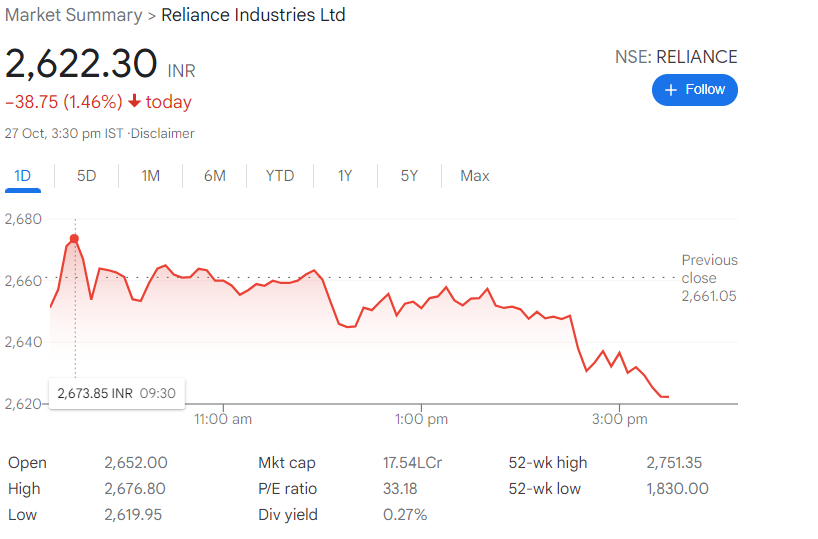 Market Summary > Reliance Industries Ltd
2,622.30 INR
NSE: RELIANCE
−38.75 (1.46%) ↓ today
+ Follow
27 Oct, 3:30 pm IST ·Disclaimer
1D 5D 1M 6M YTD 1Y 5Y Max
2,680
2,660
2,640
2,620
Previous
close
2,661.05
2,673.85 INR 09:30
11:00 am 1:00 pm 3:00 pm
Open 2,652.00 Mkt cap 17.54LCr 52-wk high 2,751.35
High 2,676.80 P/E ratio 33.18 52-wk low 1,830.00
Low 2,619.95 Div yield 0.27%